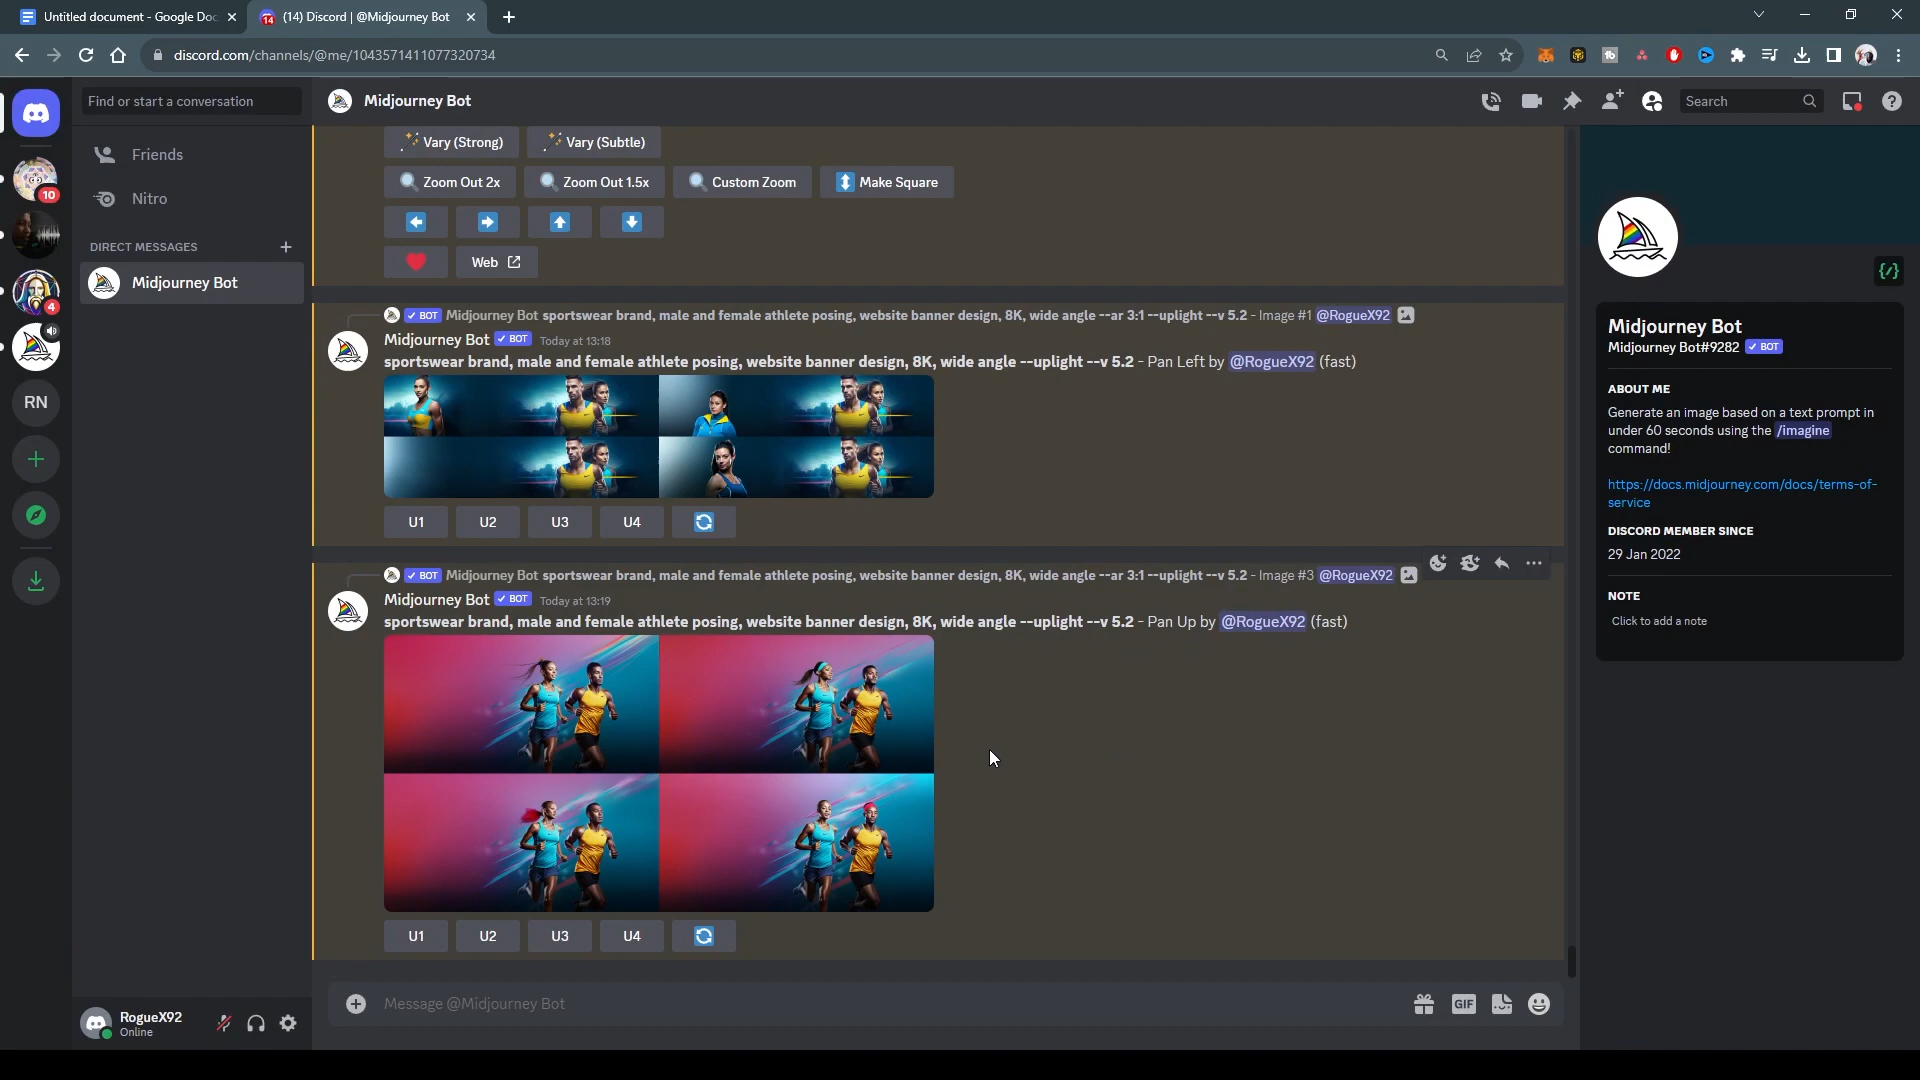 Untitled document - Google Doc
(14) Discord | @Midjourney Bot
discord.com/channels/@me/1043571411077320734
Find or start a conversation
Midjourney Bot
Search
Friends
10
Nitro
DIRECT MESSAGES
Midjourney Bot
4
RN
Vary (Strong)
Vary (Subtle)
Zoom Out 2x
Zoom Out 1.5x
Custom Zoom
Make Square
Web
BOT Midjourney Bot sportswear brand, male and female athlete posing, website banner design, 8K, wide angle --ar 3:1 --uplight --v 5.2 - Image #1 @RogueX92
Midjourney Bot BOT Today at 13:18
sportswear brand, male and female athlete posing, website banner design, 8K, wide angle --uplight --v 5.2 - Pan Left by @RogueX92 (fast)
U1 U2 U3 U4
BOT Midjourney Bot sportswear brand, male and female athlete posing, website banner design, 8K, wide angle --ar 3:1 --uplight --v 5.2 - Image #3 @RogueX92
Midjourney Bot BOT Today at 13:19
sportswear brand, male and female athlete posing, website banner design, 8K, wide angle --uplight --v 5.2 - Pan Up by @RogueX92 (fast)
U1 U2 U3 U4
Message @Midjourney Bot
GIF
RogueX92
Online
Midjourney Bot
Midjourney Bot#9282 BOT
ABOUT ME
Generate an image based on a text prompt in
under 60 seconds using the /imagine
command!
https://docs.midjourney.com/docs/terms-of-
service
DISCORD MEMBER SINCE
29 Jan 2022
NOTE
Click to add a note